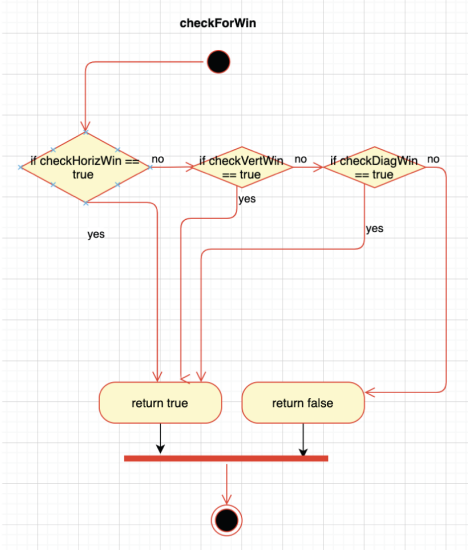 checkForWin
if checkHorizWin ==
true
no
if checkVertWin
== true
no
if checkDiagWin
== true
no
yes
yes
yes
return true
return false